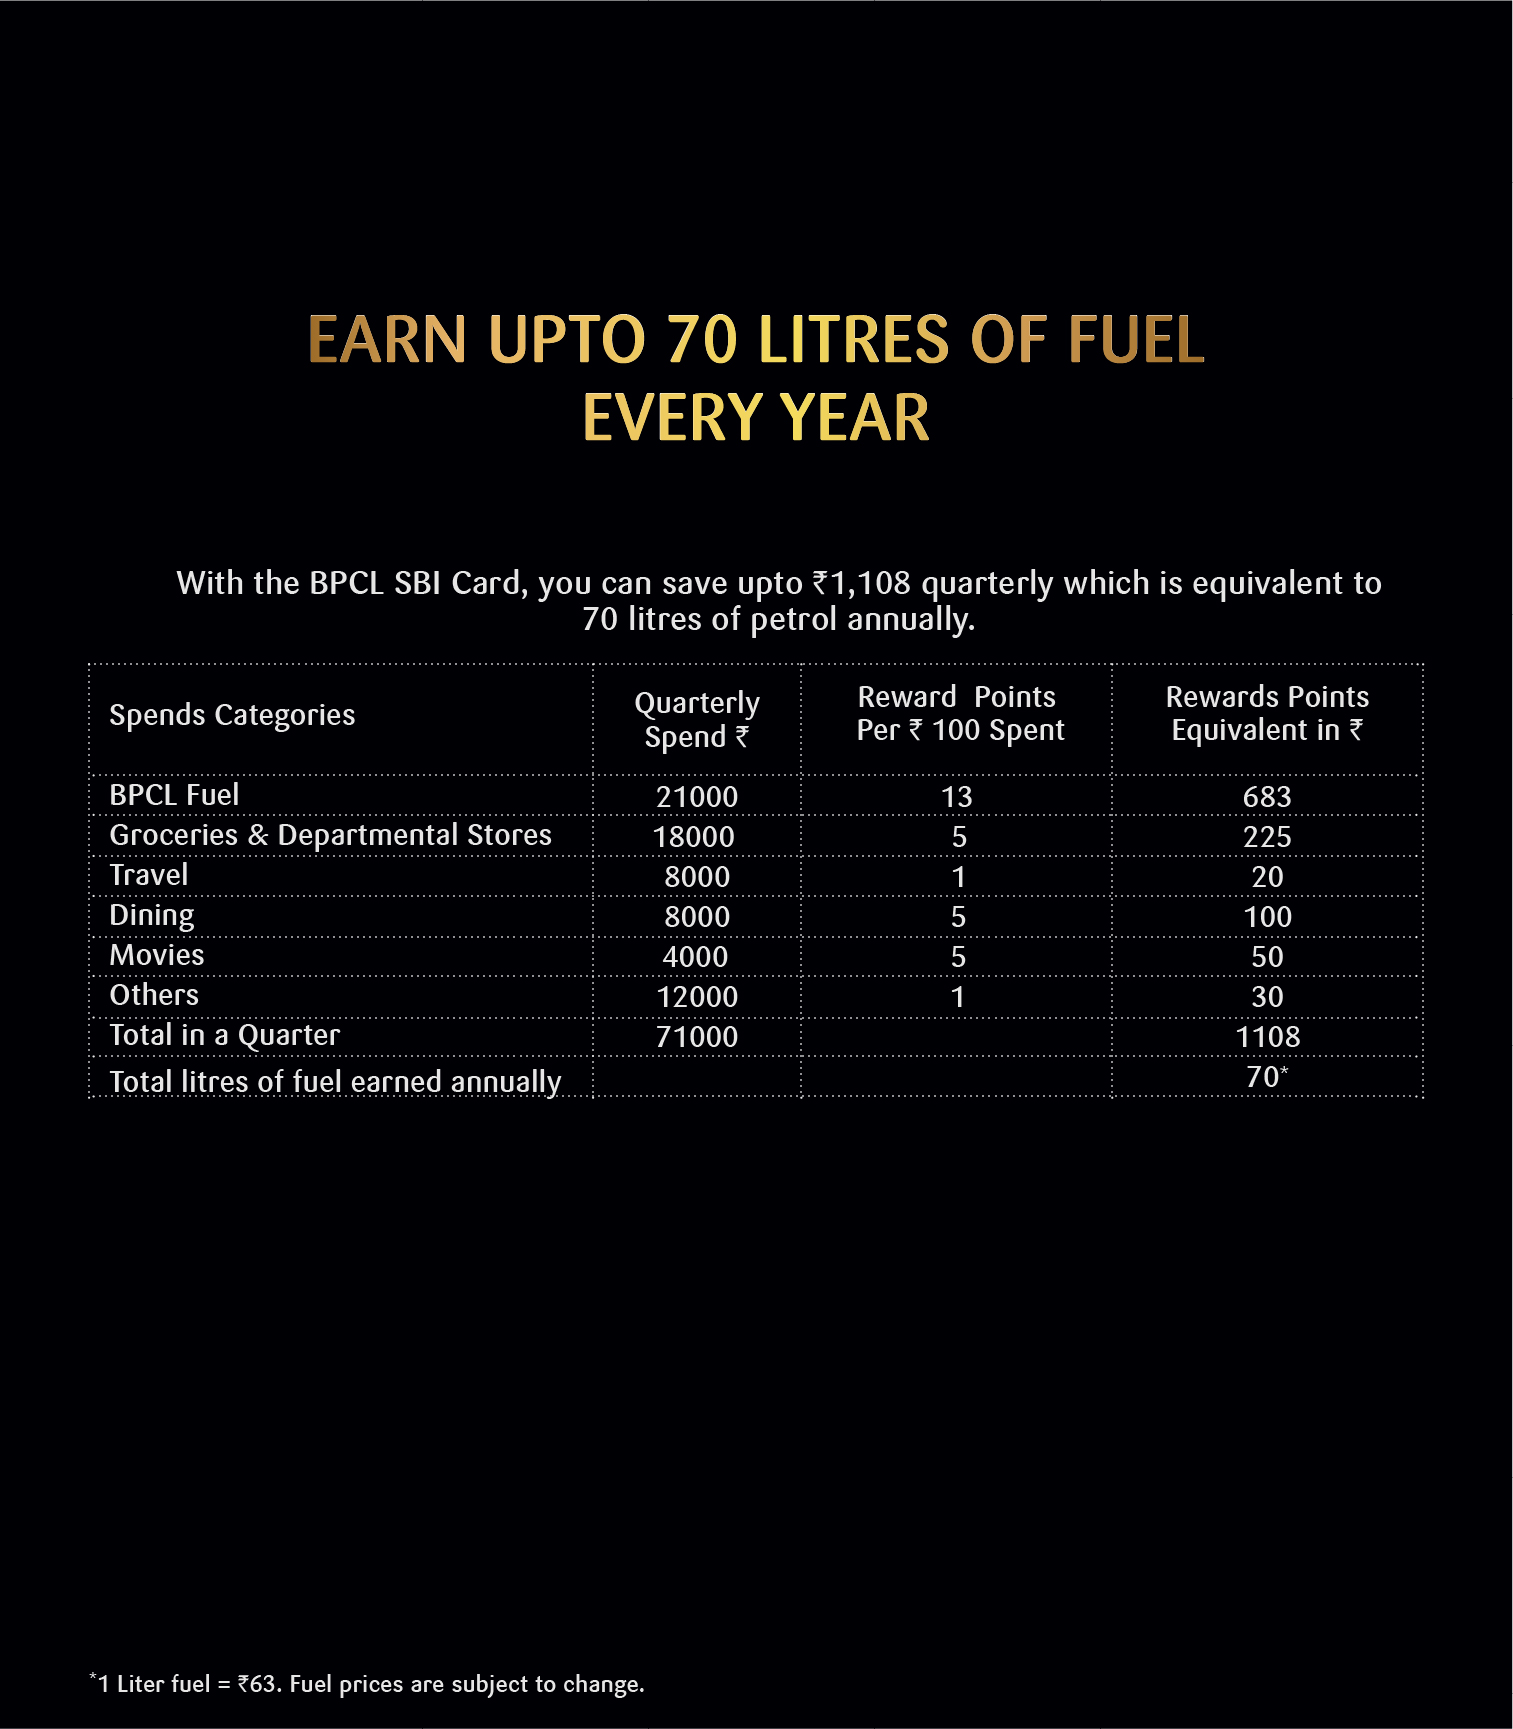 EARN UPTO 70 LITRES OF FUEL
EVERY YEAR
With the BPCL SBI Card, you can save upto ₹1,108 quarterly which is equivalent to
70 litres of petrol annually.
Spends Categories Quarterly Spend ₹ Reward Points Per ₹ 100 Spent Rewards Points Equivalent in ₹
BPCL Fuel 21000 13 683
Groceries & Departmental Stores 18000 5 225
Travel 8000 1 20
Dining 8000 5 100
Movies 4000 5 50
Others 12000 1 30
Total in a Quarter 71000 1108
Total litres of fuel earned annually 70*
*1 Liter fuel = ₹63. Fuel prices are subject to change.